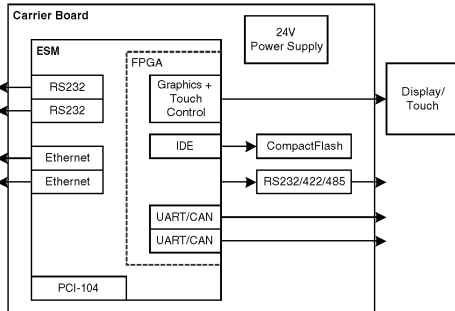 Carrier Board
24V
Power Supply
ESM
FPGA
RS232
RS232
Graphics +
Touch
Control
Display/
Touch
Ethernet
Ethernet
IDE
CompactFlash
RS232/422/485
UART/CAN
UART/CAN
PCI-104